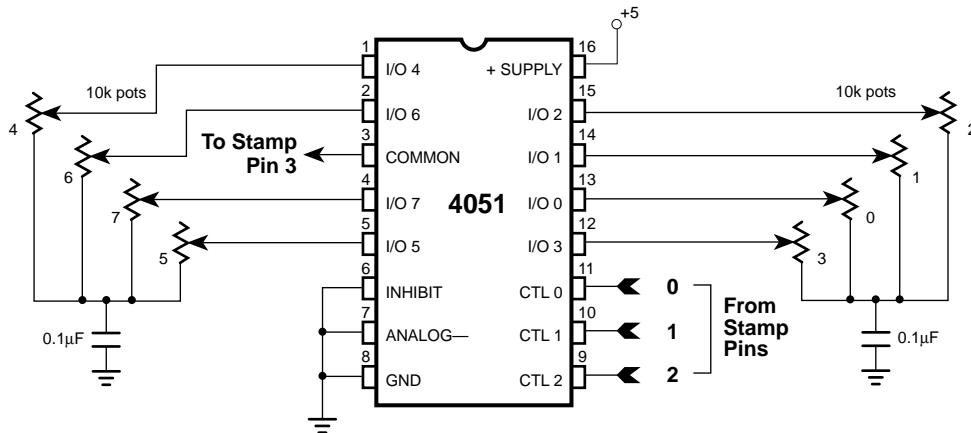 +5
1
16
I/O 4
+ SUPPLY
10k pots
4
2
15
I/O 6
I/O 2
10k pots
2
To Stamp
Pin 3
3
14
COMMON
I/O 1
6
1
4
13
I/O 7
4051
I/O 0
7
0
5
12
I/O 5
I/O 3
5
3
6
11
INHIBIT
CTL 0
0
From
Stamp
Pins
7
10
ANALOG—
CTL 1
1
0.1µF
0.1µF
8
9
GND
CTL 2
2